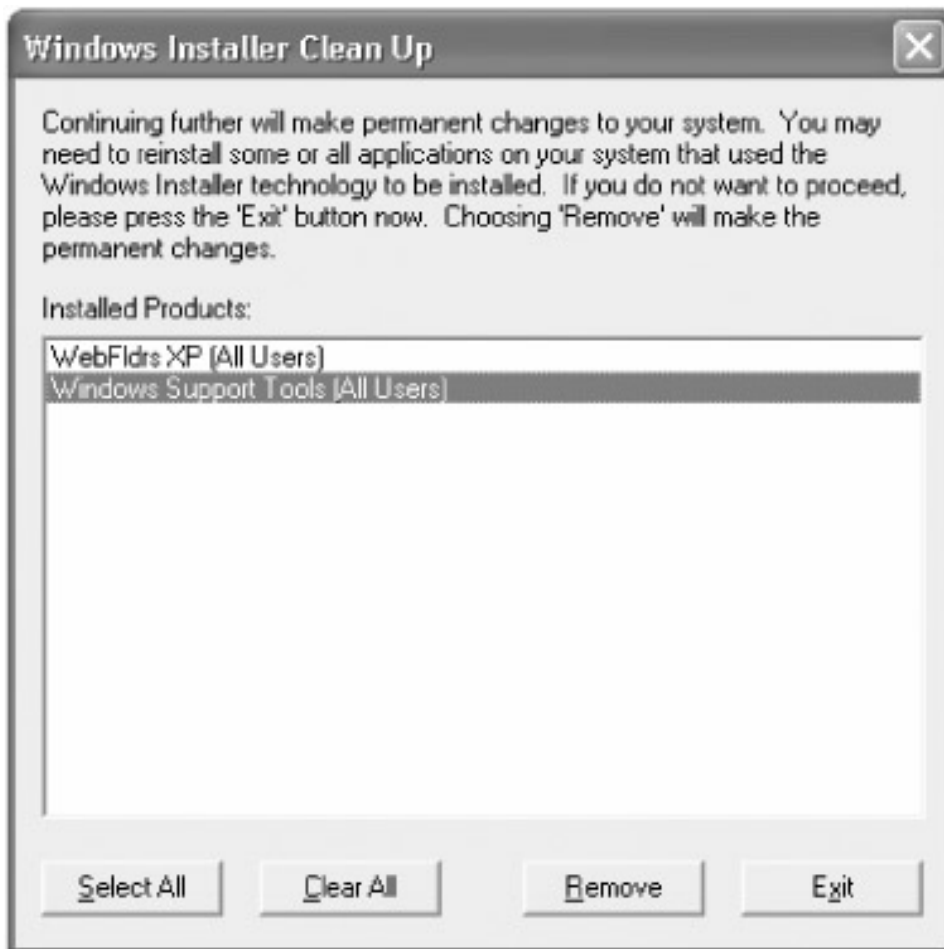 Windows Installer Clean Up
Continuing further will make permanent changes to your system. You may
need to reinstall some or all applications on your system that used the
Windows Installer technology to be installed. If you do not want to proceed,
please press the 'Exit' button now. Choosing 'Remove' will make the
permanent changes.
Installed Products:
WebFldrs XP (All Users)
Windows Support Tools (All Users)
Select All Clear All Remove Exit